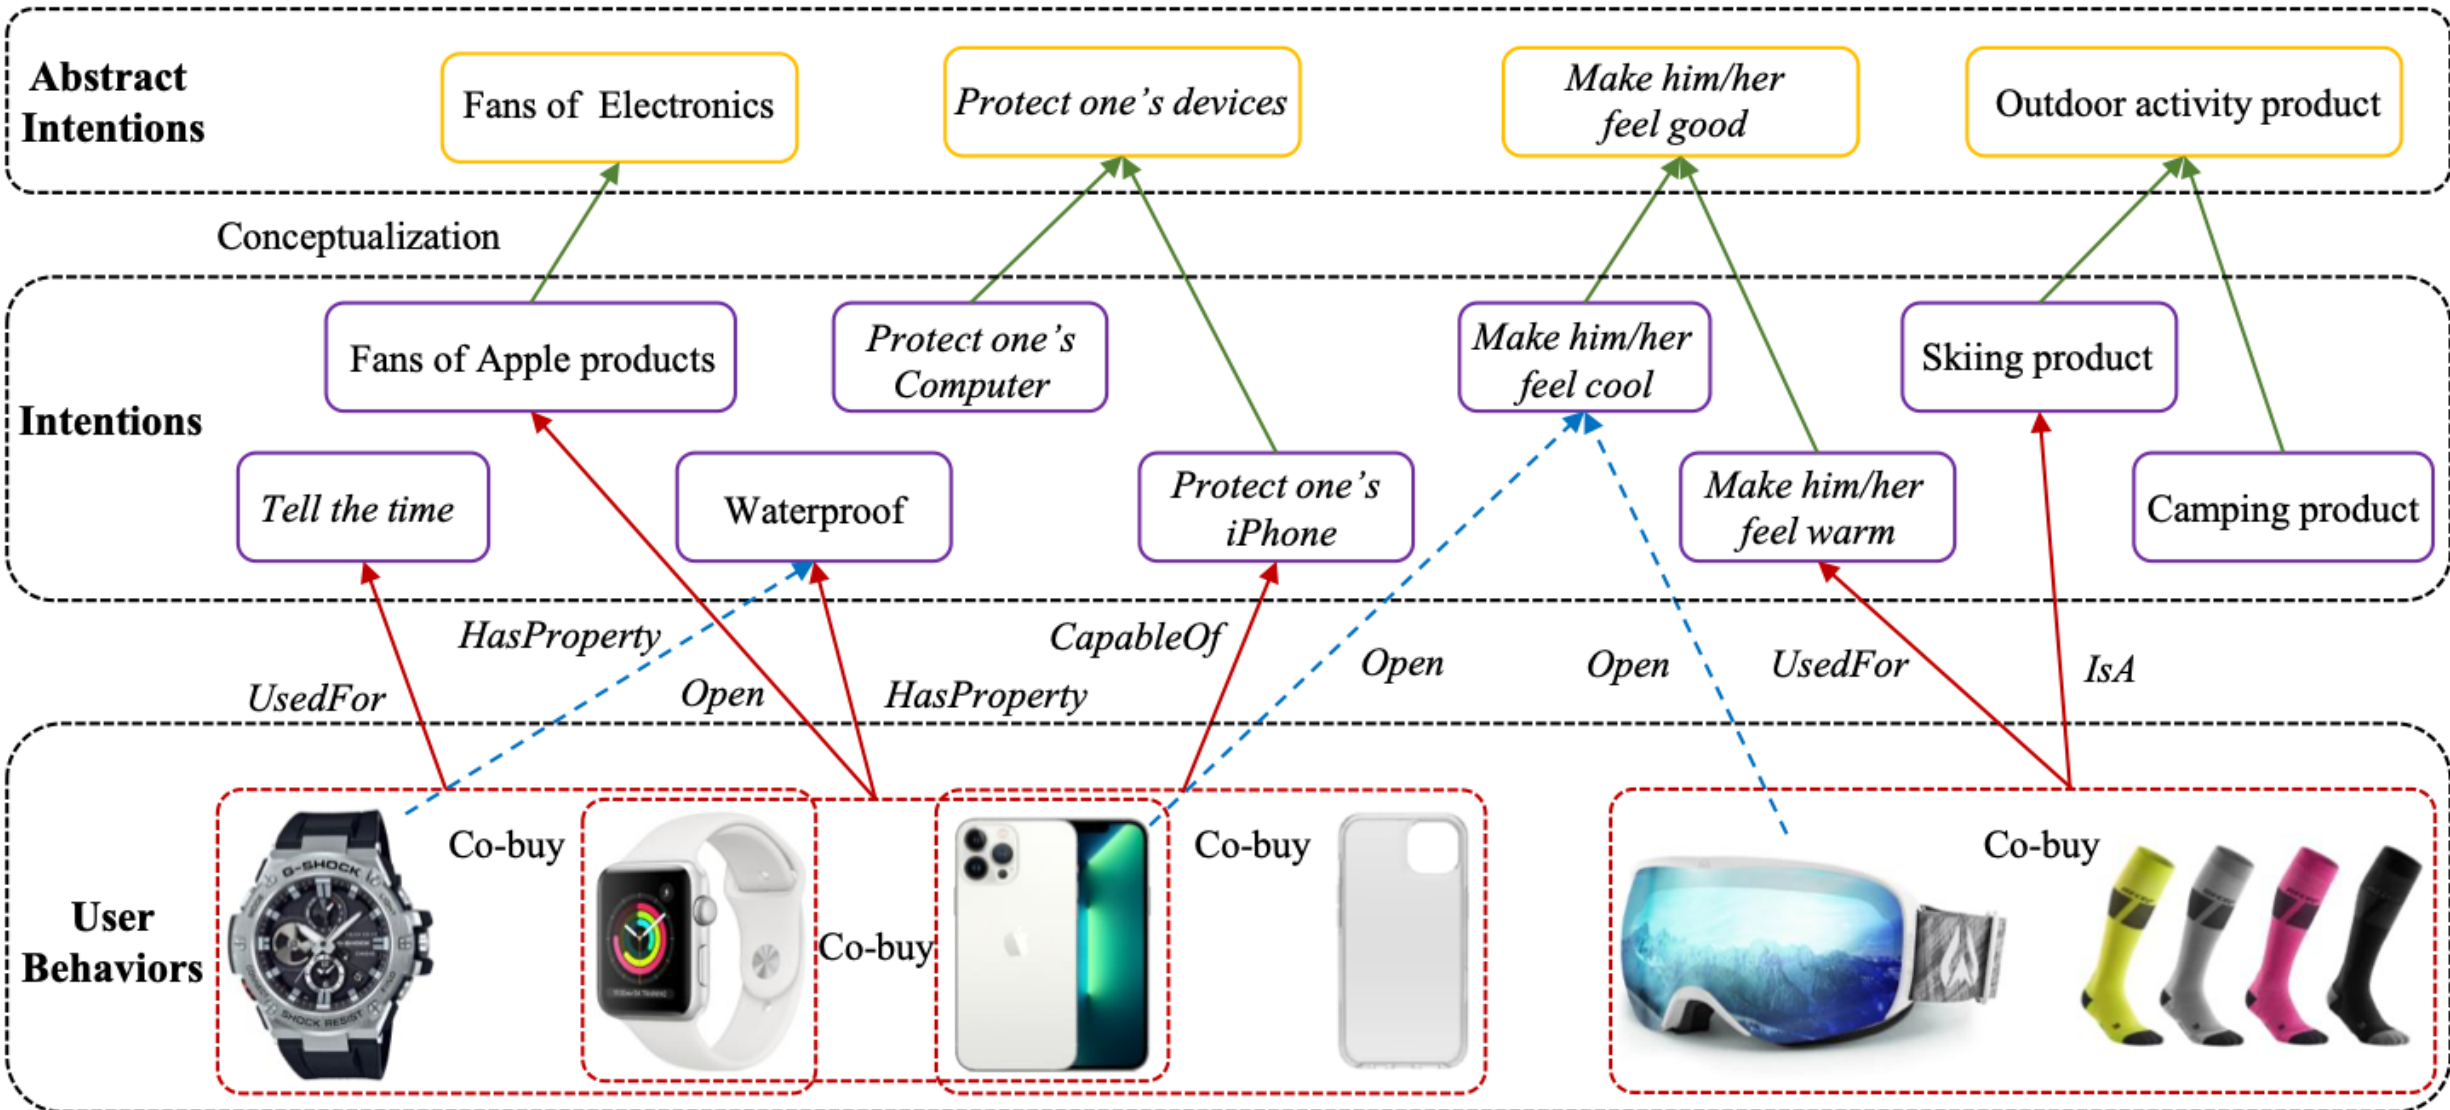 Abstract
Intentions
Fans of Electronics
Protect one’s devices
Make him/her
feel good
Outdoor activity product
Conceptualization
Intentions
Fans of Apple products
Protect one’s
Computer
Make him/her
feel cool
Skiing product
Tell the time
Waterproof
Protect one’s
iPhone
Make him/her
feel warm
Camping product
UsedFor
HasProperty
Open
HasProperty
CapableOf
Open
Open
UsedFor
IsA
User
Behaviors
Co-buy
Co-buy
Co-buy
Co-buy
G-SHOCK
SHOCK RESIST